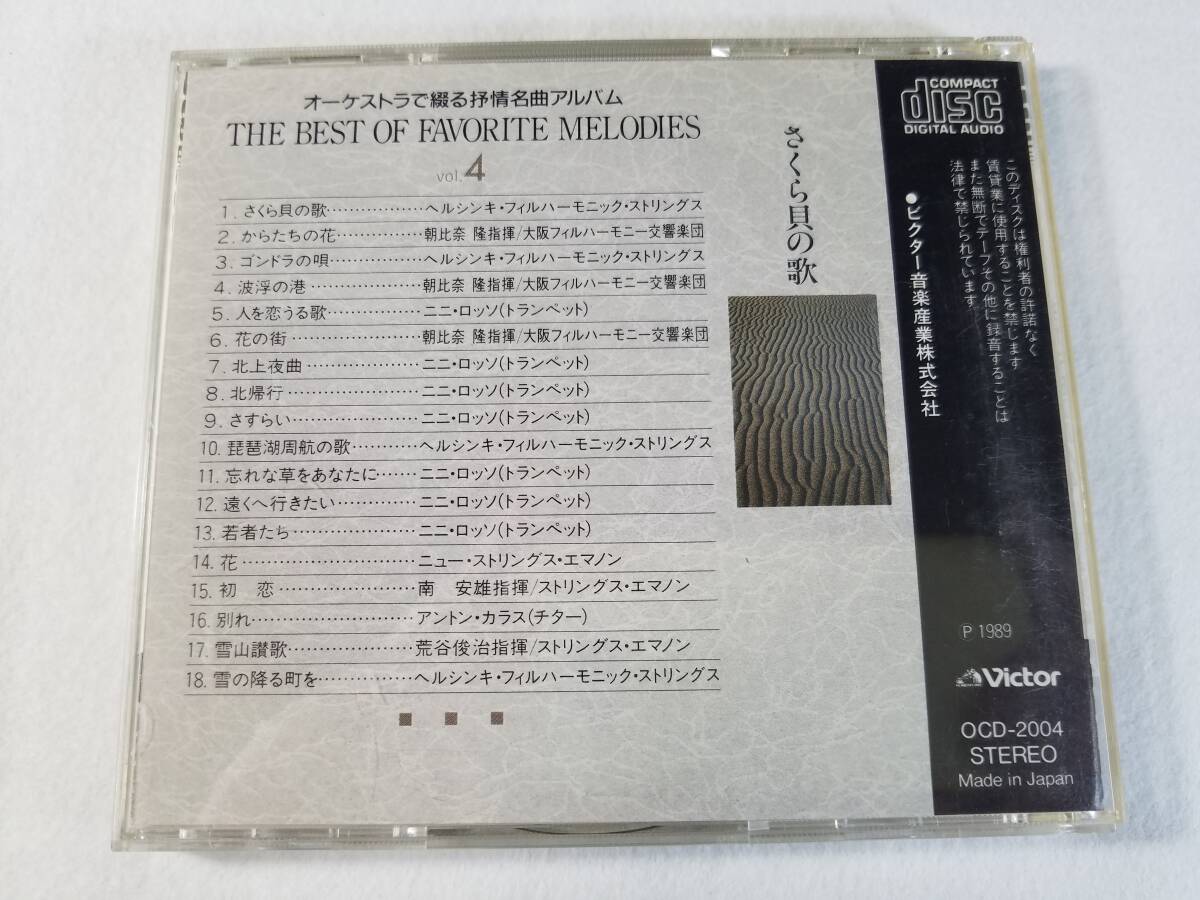 オーケストラで綴る抒情名曲アルバム
THE BEST OF FAVORITE MELODIES
vol.4
1. さくら貝の歌………………ヘルシンキ・フィルハーモニック・ストリングス
2. からたちの花……………朝比奈 隆指揮/大阪フィルハーモニー交響楽団
3. ゴンドラの唄………………ヘルシンキ・フィルハーモニック・ストリングス
4. 波浮の港…………………朝比奈 隆指揮/大阪フィルハーモニー交響楽団
5. 人を恋うる歌………………ニニ・ロッソ(トランペット)
6. 花の街……………………朝比奈 隆指揮/大阪フィルハーモニー交響楽団
7. 北上夜曲…………………ニニ・ロッソ(トランペット)
8. 北帰行……………………ニニ・ロッソ(トランペット)
9. さすらい……………………ニニ・ロッソ(トランペット)
10. 琵琶湖周航の歌…………ヘルシンキ・フィルハーモニック・ストリングス
11. 忘れな草をあなたに……ニニ・ロッソ(トランペット)
12. 遠くへ行きたい……………ニニ・ロッソ(トランペット)
13. 若者たち…………………ニニ・ロッソ(トランペット)
14. 花…………………………ニュー・ストリングス・エマノン
15. 初 恋……………………南 安雄指揮/ストリングス・エマノン
16. 別れ………………………アントン・カラス(チター)
17. 雪山讃歌…………………荒谷俊治指揮/ストリングス・エマノン
18. 雪の降る町を……………ヘルシンキ・フィルハーモニック・ストリングス
さくら貝の歌
COMPACT
disc
DIGITAL AUDIO
このディスクは権利者の許諾なく
賃貸業に使用することを禁じます
また無断でテープその他に録音することは
法律で禁じられています。
●ビクター音楽産業株式会社
Ⓟ 1989
Victor
OCD-2004
STEREO
Made in Japan